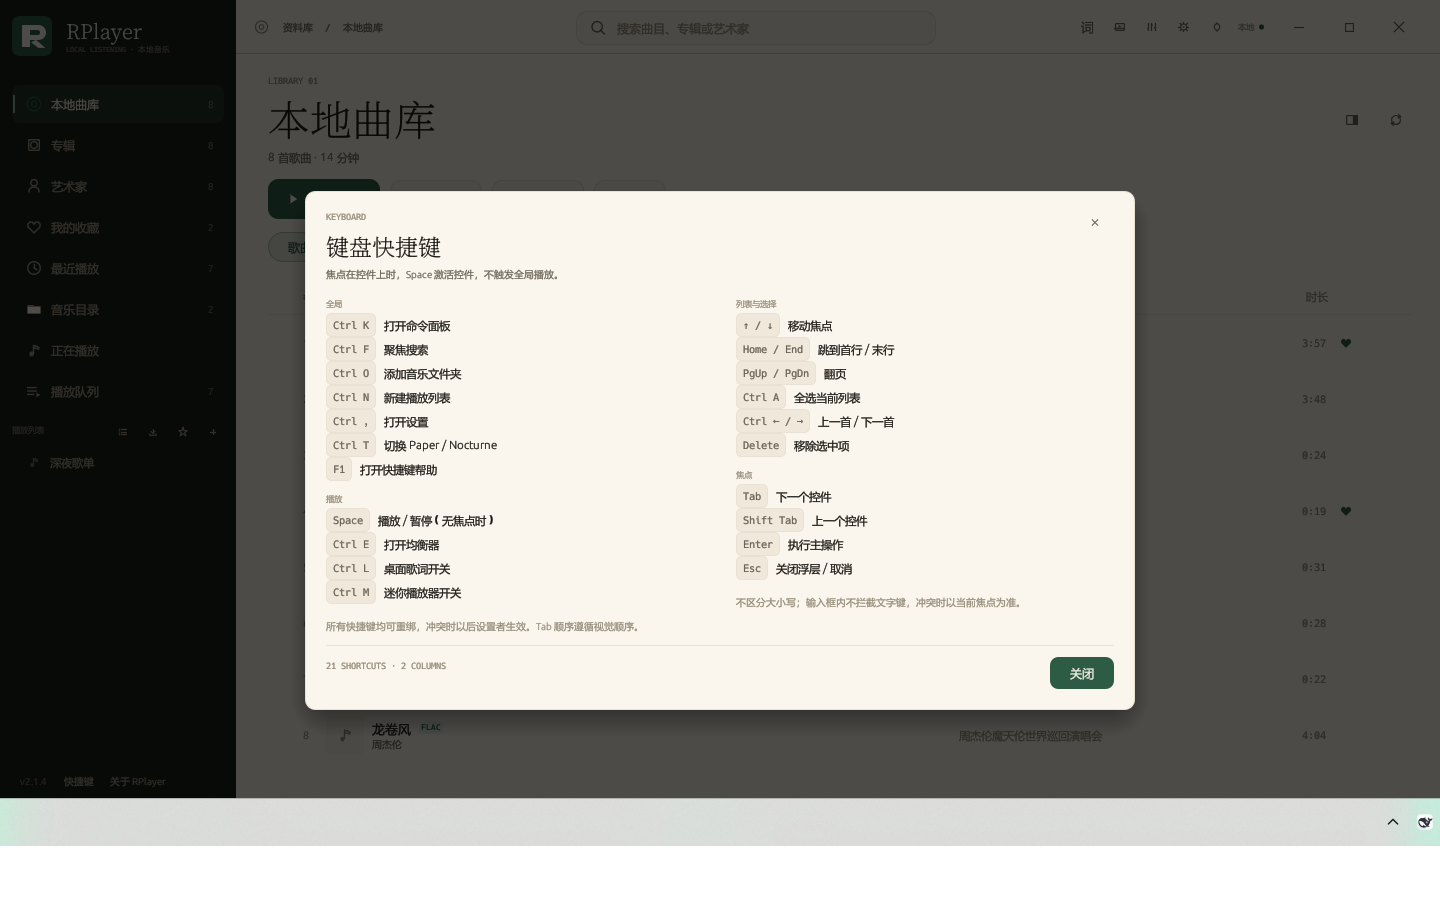 RPlayer
LOCAL LISTENING · 本地音乐
本地曲库 8
专辑 8
艺术家 8
我的收藏 2
最近播放 7
音乐目录 2
正在播放
播放队列 7
播放列表
深夜歌单
v2.1.4 快捷键 关于 RPlayer
资料库 / 本地曲库
搜索曲目、专辑或艺术家
词
本地
LIBRARY 01
本地曲库
8 首歌曲 · 14 分钟
时长
3:57
3:48
0:24
0:19
0:31
0:28
0:22
8 龙卷风 FLAC 周杰伦魔天伦世界巡回演唱会 4:04
周杰伦
KEYBOARD
键盘快捷键
焦点在控件上时，Space 激活控件，不触发全局播放。
全局
Ctrl K 打开命令面板
Ctrl F 聚焦搜索
Ctrl O 添加音乐文件夹
Ctrl N 新建播放列表
Ctrl , 打开设置
Ctrl T 切换 Paper / Nocturne
F1 打开快捷键帮助
播放
Space 播放 / 暂停 ( 无焦点时 )
Ctrl E 打开均衡器
Ctrl L 桌面歌词开关
Ctrl M 迷你播放器开关
所有快捷键均可重绑，冲突时以后设置者生效。Tab 顺序遵循视觉顺序。
列表与选择
↑ / ↓ 移动焦点
Home / End 跳到首行 / 末行
PgUp / PgDn 翻页
Ctrl A 全选当前列表
Ctrl ← / → 上一首 / 下一首
Delete 移除选中项
焦点
Tab 下一个控件
Shift Tab 上一个控件
Enter 执行主操作
Esc 关闭浮层 / 取消
不区分大小写；输入框内不拦截文字键，冲突时以当前焦点为准。
21 SHORTCUTS · 2 COLUMNS
关闭